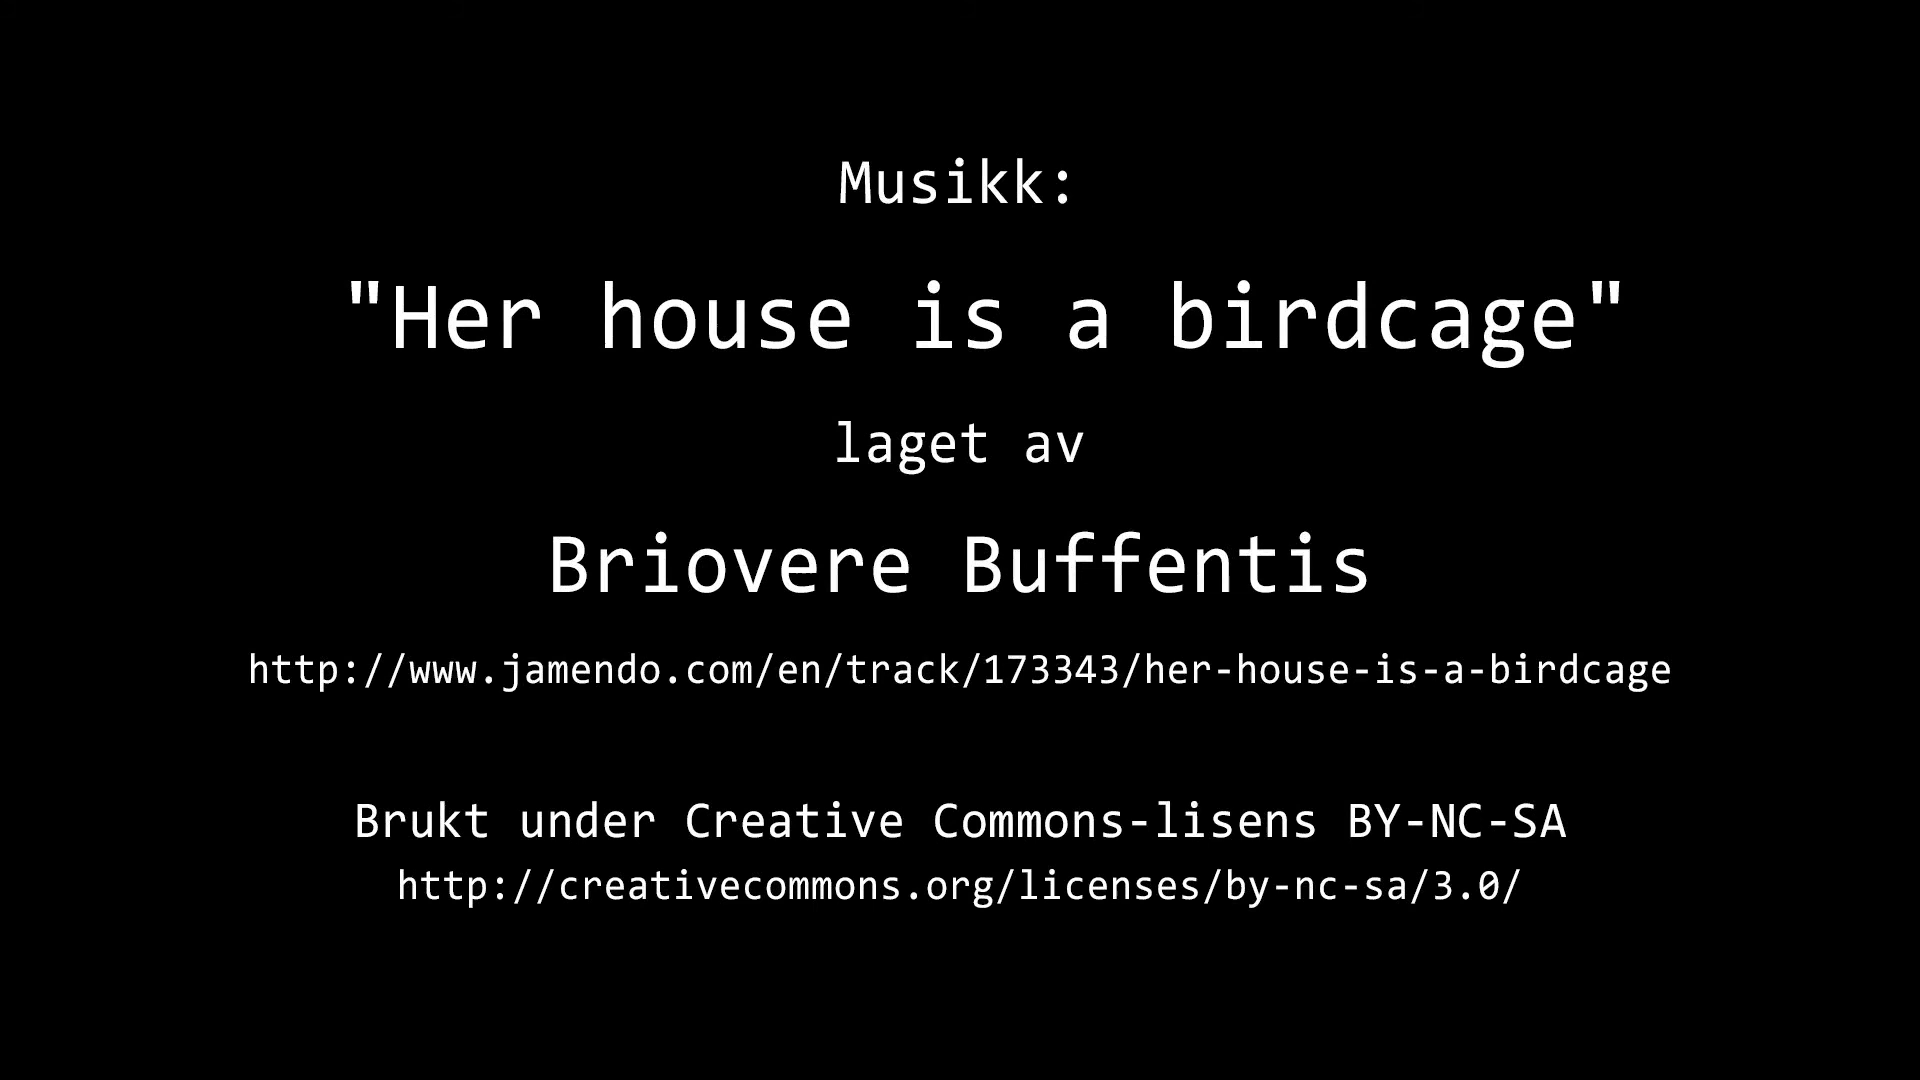 Musikk:
"Her house is a birdcage"
laget av
Briovere Buffentis
http://www.jamendo.com/en/track/173343/her-house-is-a-birdcage
Brukt under Creative Commons-lisens BY-NC-SA
http://creativecommons.org/licenses/by-nc-sa/3.0/